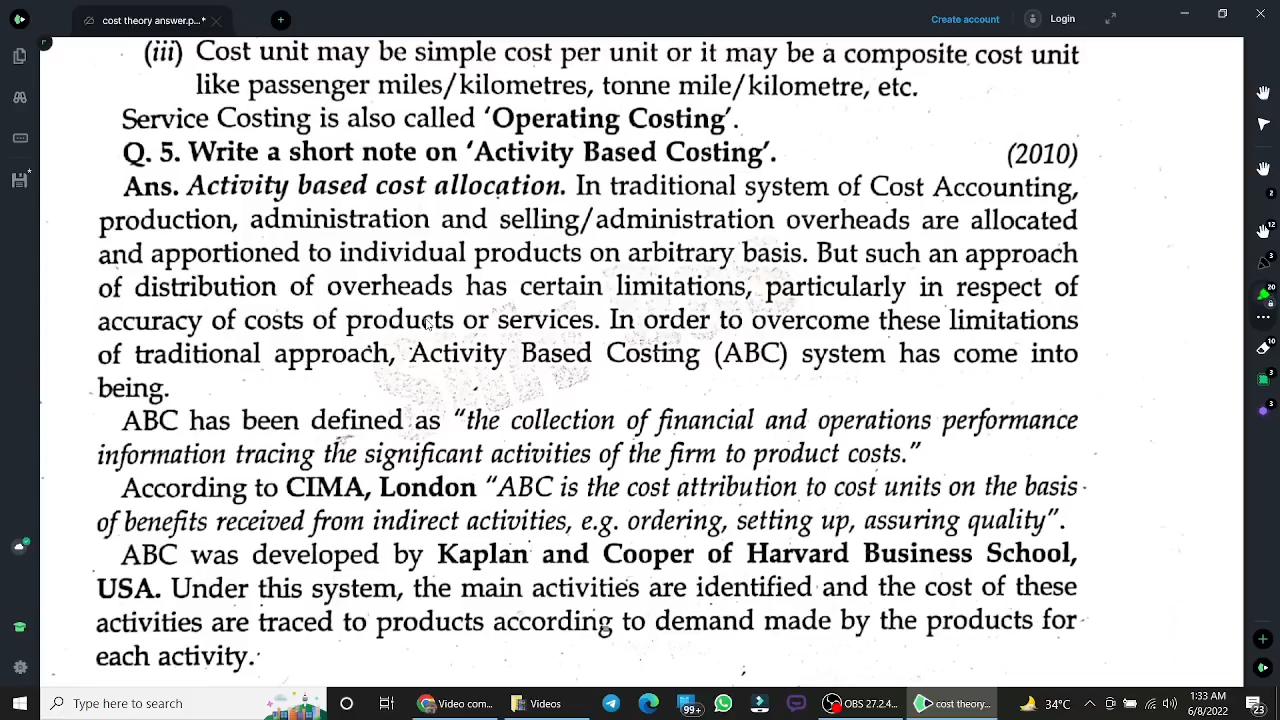 cost theory answer.p...*
Create account
Login
(iii) Cost unit may be simple cost per unit or it may be a composite cost unit
like passenger miles/kilometres, tonne mile/kilometre, etc.
Service Costing is also called 'Operating Costing'.
Q. 5. Write a short note on 'Activity Based Costing'. (2010)
Ans. Activity based cost allocation. In traditional system of Cost Accounting,
production, administration and selling/administration overheads are allocated
and apportioned to individual products on arbitrary basis. But such an approach
of distribution of overheads has certain limitations, particularly in respect of
accuracy of costs of products or services. In order to overcome these limitations
of traditional approach, Activity Based Costing (ABC) system has come into
being.
ABC has been defined as "the collection of financial and operations performance
information tracing the significant activities of the firm to product costs."
According to CIMA, London "ABC is the cost attribution to cost units on the basis
of benefits received from indirect activities, e.g. ordering, setting up, assuring quality".
ABC was developed by Kaplan and Cooper of Harvard Business School,
USA. Under this system, the main activities are identified and the cost of these
activities are traced to products according to demand made by the products for
each activity.
2
12
3
20
10
3
3
Type here to search
Video com...
Videos
99+
OBS 27.2.4...
cost theory...
34°C
1:33 AM
6/8/2022
23